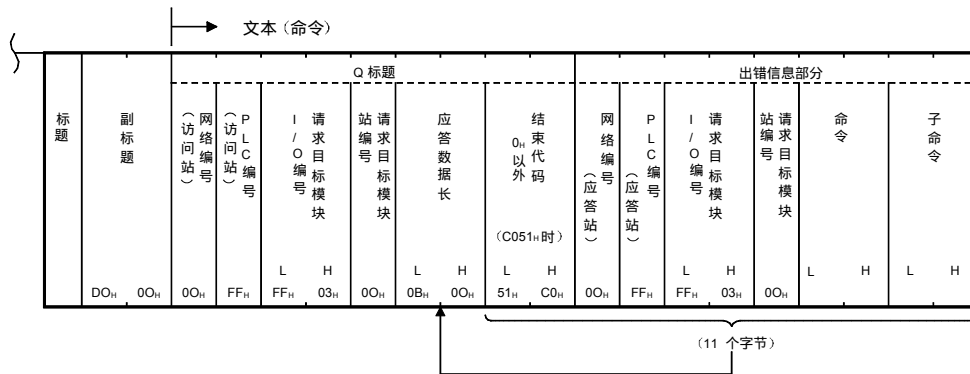 文本（命令）
Q 标题
出错信息部分
标题
副标题
网络编号
（访问站）
PLC编号
（访问站）
请求目标模块
I/O编号
请求目标模块
站编号
应答数据长
结束代码
0H以外
（C051H时）
网络编号
（应答站）
PLC编号
（应答站）
请求目标模块
I/O编号
请求目标模块
站编号
命令
子命令
L H L H L H L H L H L H
DOH 0OH 0OH FFH FFH 03H 0OH 0BH 0OH 51H C0H 0OH FFH FFH 03H 0OH
（11 个字节）